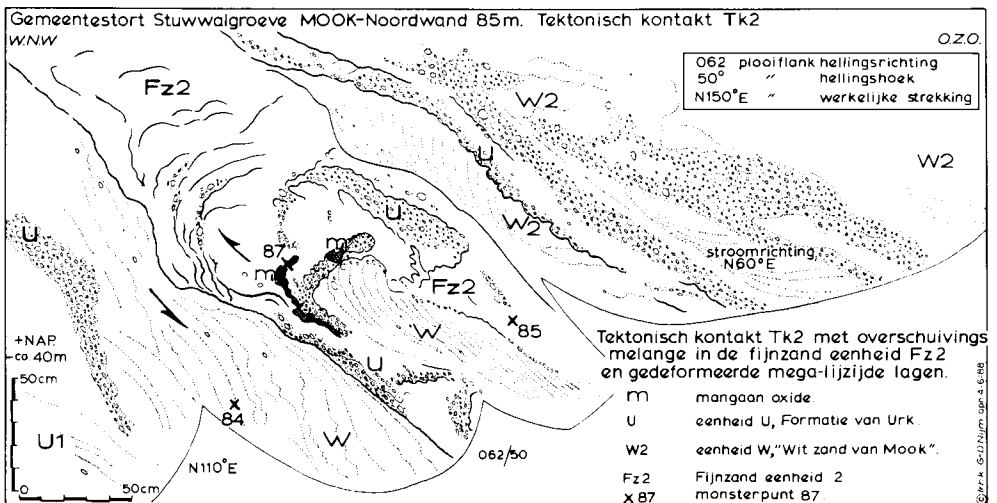 Gemeentestort Stuwwalgroeve MOOK-Noordwand 85m. Tektonisch kontakt Tk2
W.N.W
O.Z.O.
062 plooiflank hellingsrichting
50° " hellingshoek
N150°E " werkelijke strekking
Fz2
W2
U
W2
U
U
W2
m
87
m
stroomrichting
N60°E
Fz2
85
W
+NAP.
ca 40m
50cm
U
84
U1
W
N110°E
062/50
0
50cm
Tektonisch kontakt Tk2 met overschuivings
melange in de fijnzand eenheid Fz2
en gedeformeerde mega-lijzijde lagen.
m mangaan oxide.
U eenheid U, Formatie van Urk.
W2 eenheid W, "Wit zand van Mook".
Fz2 Fijnzand eenheid 2
x 87 monsterpunt 87.